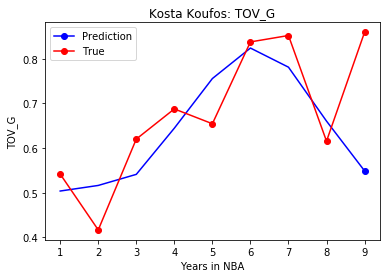 Kosta Koufos: TOV_G
Prediction
True
TOV_G
0.8
0.7
0.6
0.5
0.4
1 2 3 4 5 6 7 8 9
Years in NBA